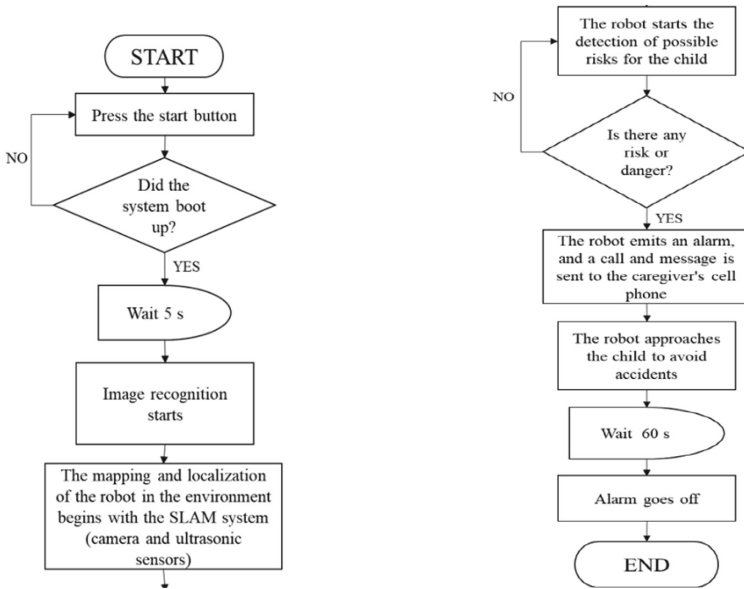 START
Press the start button
NO
Did the
system boot
up?
YES
Wait 5 s
Image recognition
starts
The mapping and localization
of the robot in the environment
begins with the SLAM system
(camera and ultrasonic
sensors)
The robot starts the
detection of possible
risks for the child
NO
Is there any
risk or
danger?
YES
The robot emits an alarm,
and a call and message is
sent to the caregiver's cell
phone
The robot approaches
the child to avoid
accidents
Wait 60 s
Alarm goes off
END